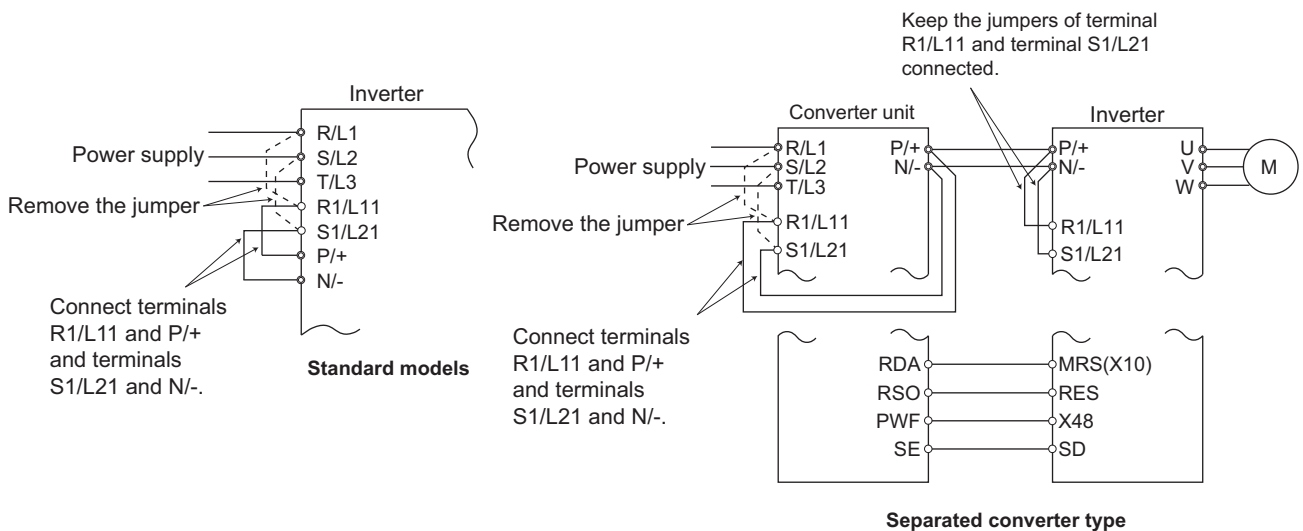 Inverter
R/L1
Power supply
S/L2
T/L3
Remove the jumper
R1/L11
S1/L21
P/+
N/-
Connect terminals
R1/L11 and P/+
and terminals
S1/L21 and N/-.
Standard models
Keep the jumpers of terminal
R1/L11 and terminal S1/L21
connected.
Converter unit
Inverter
R/L1
P/+
P/+
U
Power supply
S/L2
N/-
N/-
V
M
T/L3
W
Remove the jumper
R1/L11
R1/L11
S1/L21
S1/L21
Connect terminals
R1/L11 and P/+
and terminals
S1/L21 and N/-.
RDA
MRS(X10)
RSO
RES
PWF
X48
SE
SD
Separated converter type